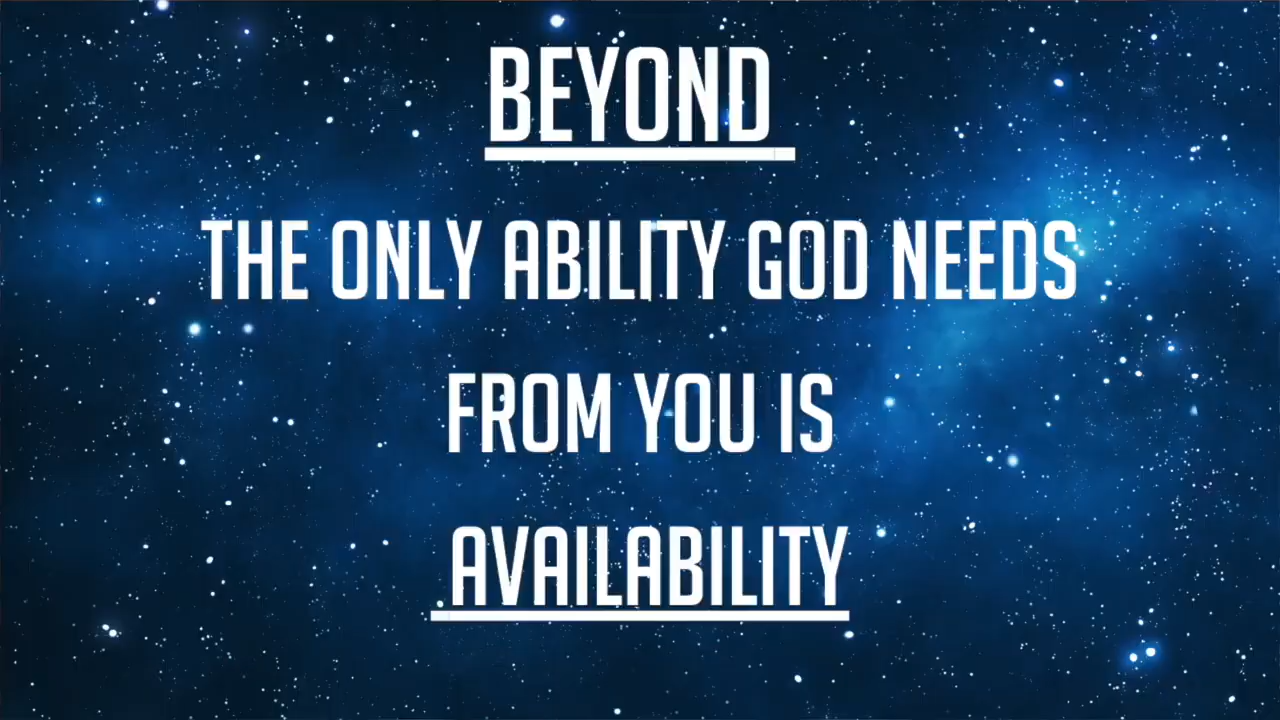 BEYOND
THE ONLY ABILITY GOD NEEDS
FROM YOU IS
AVAILABILITY